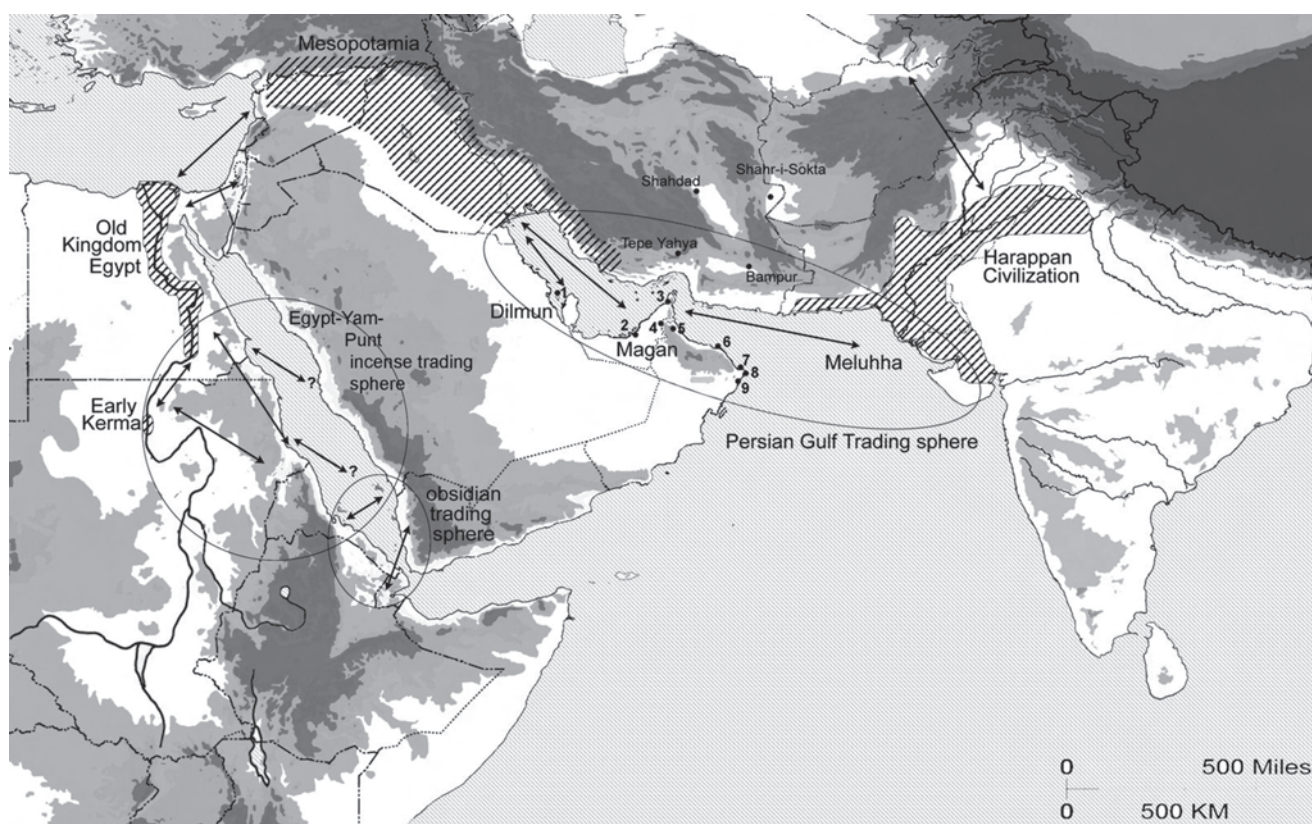 Mesopotamia
Shahr-i-Sokta
Shahdad
Old
Kingdom
Egypt
Tepe Yahya
Bampur
Harappan
Civilization
1
Dilmun
3
2
4
5
Magan
6
7
8
9
Meluhha
Egypt-Yam-
Punt
incense trading
sphere
?
Early
Kerma
?
Persian Gulf Trading sphere
obsidian
trading
sphere
0 500 Miles
0 500 KM